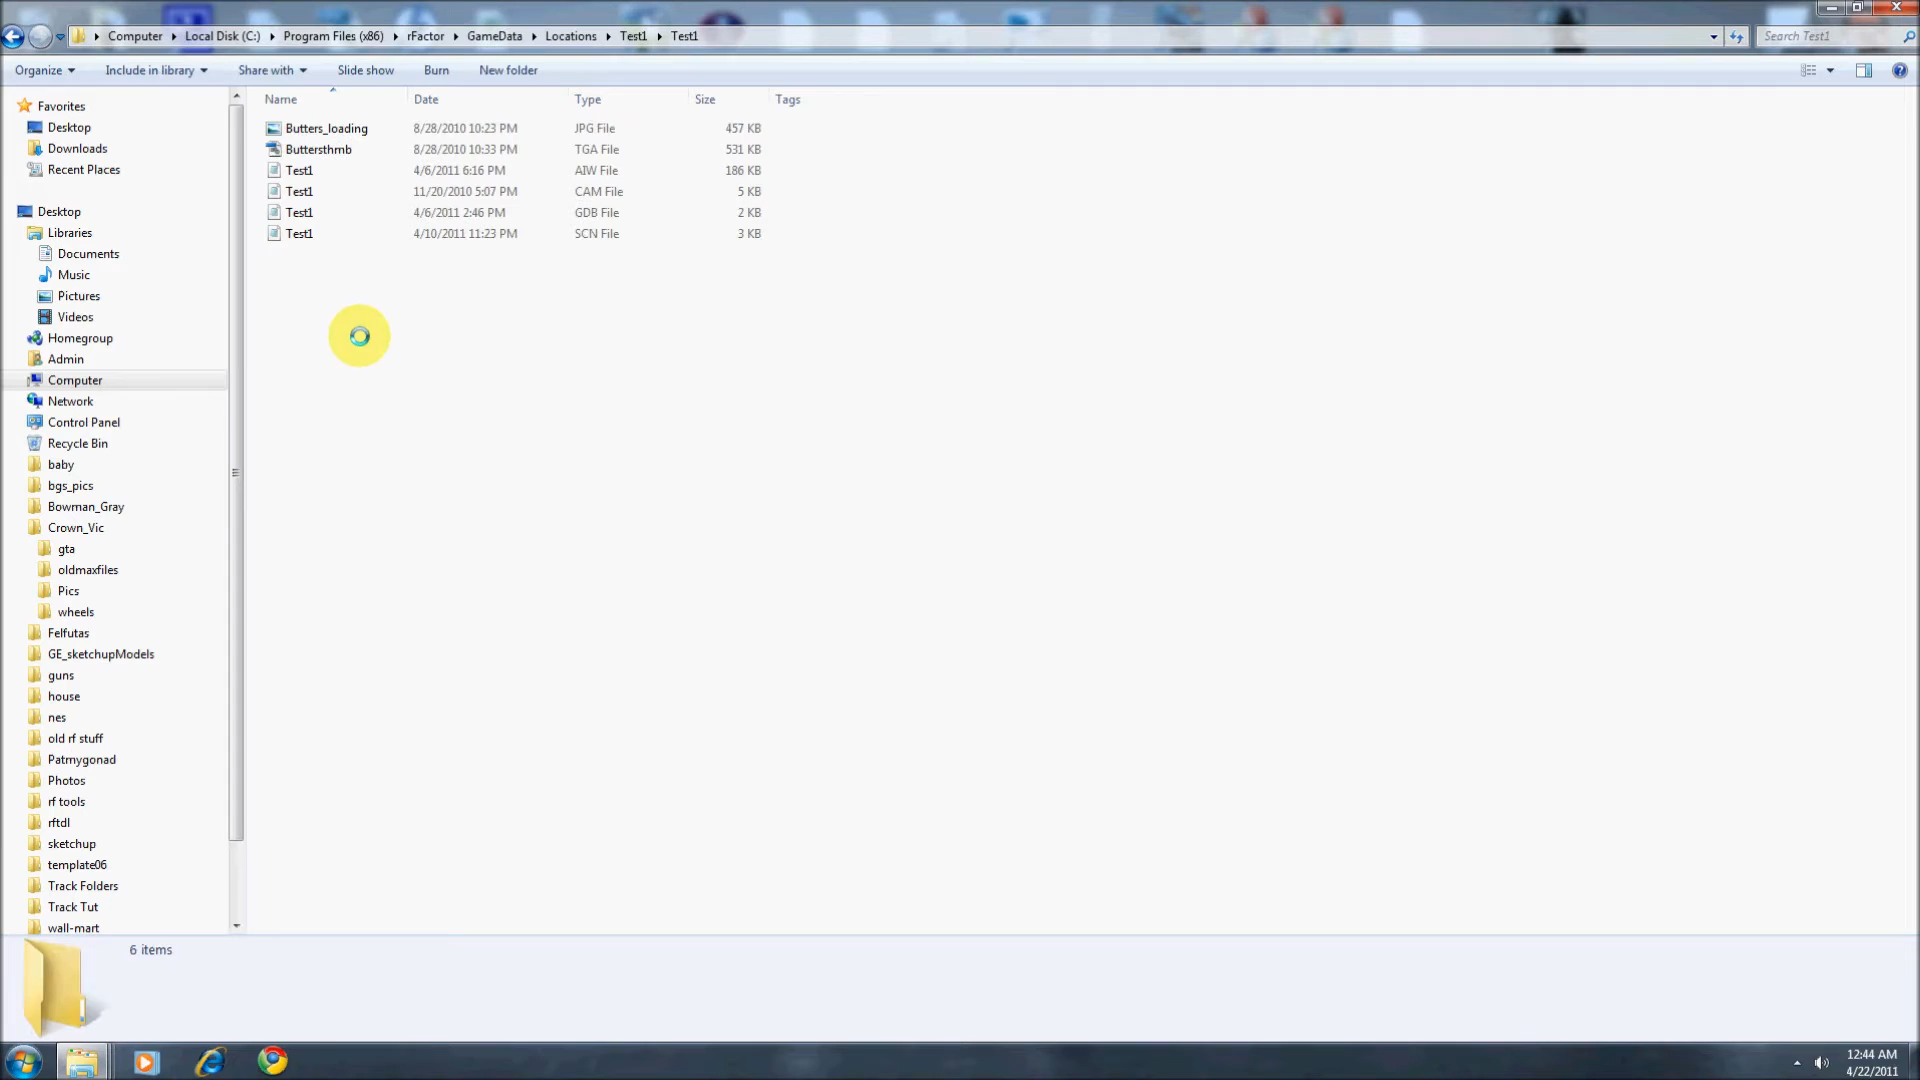 Computer Local Disk (C:) Program Files (x86) rFactor GameData Locations Test1 Test1 Search Test1
Organize Include in library Share with Slide show Burn New folder
Name Date Type Size Tags
Butters_loading 8/28/2010 10:23 PM JPG File 457 KB
Buttersthmb 8/28/2010 10:33 PM TGA File 531 KB
Test1 4/6/2011 6:16 PM AIW File 186 KB
Test1 11/20/2010 5:07 PM CAM File 5 KB
Test1 4/6/2011 2:46 PM GDB File 2 KB
Test1 4/10/2011 11:23 PM SCN File 3 KB
Favorites
Desktop
Downloads
Recent Places
Desktop
Libraries
Documents
Music
Pictures
Videos
Homegroup
Admin
Computer
Network
Control Panel
Recycle Bin
baby
bgs_pics
Bowman_Gray
Crown_Vic
gta
oldmaxfiles
Pics
wheels
Felfutas
GE_sketchupModels
guns
house
nes
old rf stuff
Patmygonad
Photos
rf tools
rftdl
sketchup
template06
Track Folders
Track Tut
wall-mart
6 items
12:44 AM
4/22/2011